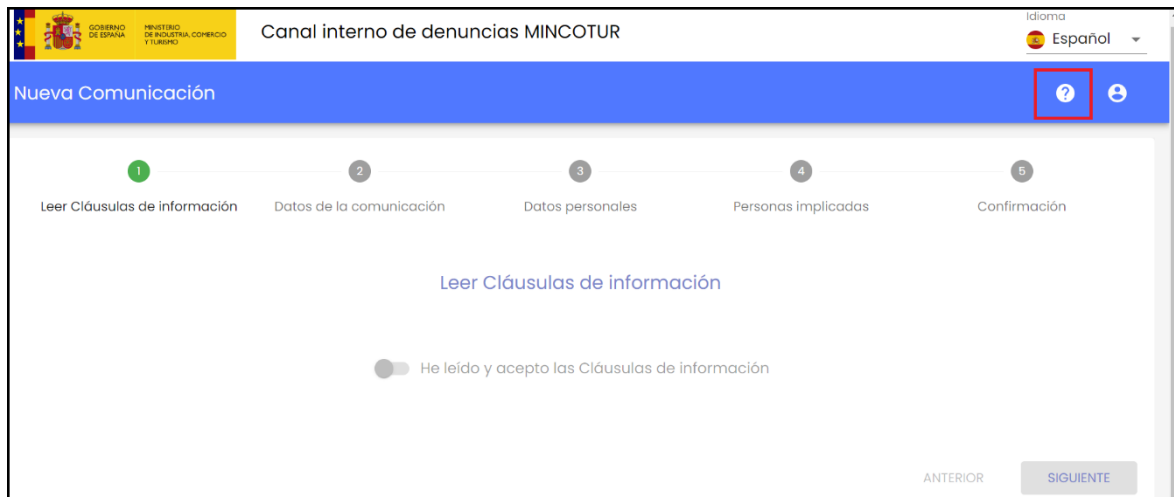 GOBIERNO
DE ESPAÑA
MINISTERIO
DE INDUSTRIA, COMERCIO
Y TURISMO
Canal interno de denuncias MINCOTUR
Idioma
Español
Nueva Comunicación
?
1
2
3
4
5
Leer Cláusulas de información
Datos de la comunicación
Datos personales
Personas implicadas
Confirmación
Leer Cláusulas de información
He leído y acepto las Cláusulas de información
ANTERIOR
SIGUIENTE